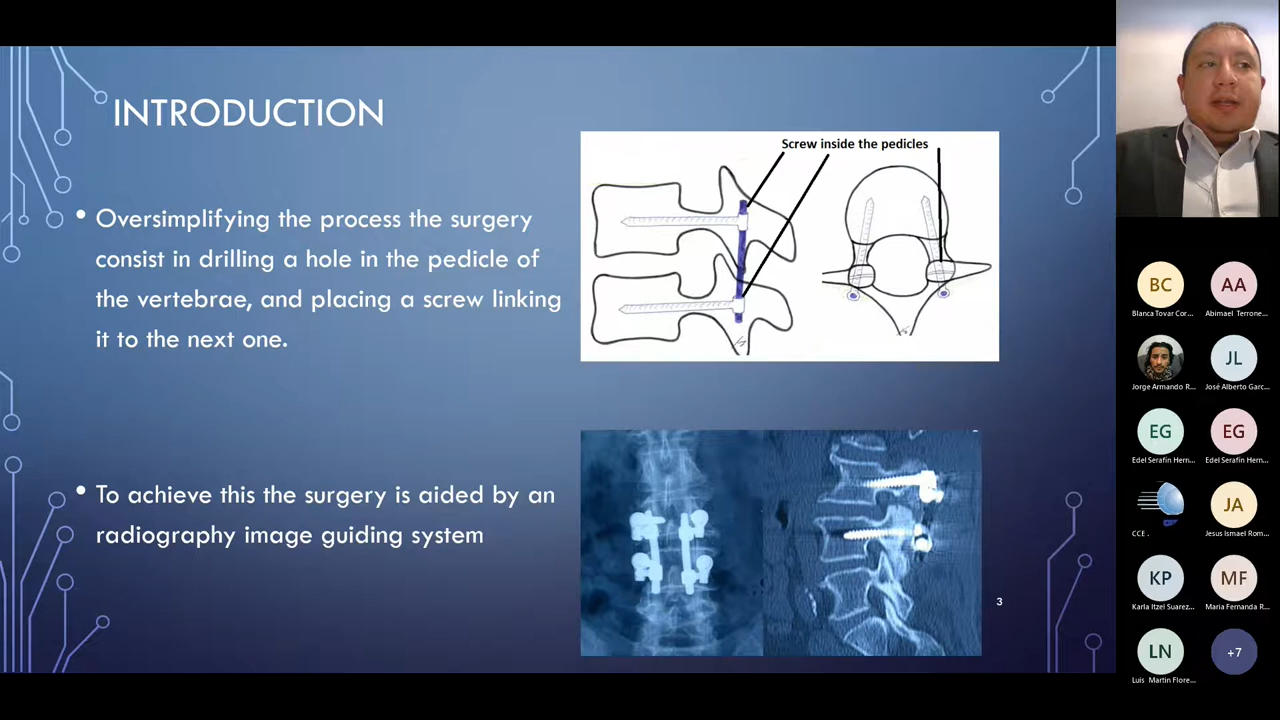 INTRODUCTION
• Oversimplifying the process the surgery
consist in drilling a hole in the pedicle of
the vertebrae, and placing a screw linking
it to the next one.
• To achieve this the surgery is aided by an
radiography image guiding system
Screw inside the pedicles
3
BC
Blanca Tovar Cor...
AA
Abimael Terrone...
Jorge Armando R...
JL
José Alberto Garc...
EG
Edel Serafín Hern...
EG
Edel Serafín Hern...
CCE .
JA
Jesus Ismael Rom...
KP
Karla Itzel Suarez...
MF
Maria Fernanda R...
LN
Luis Martin Flore...
+7